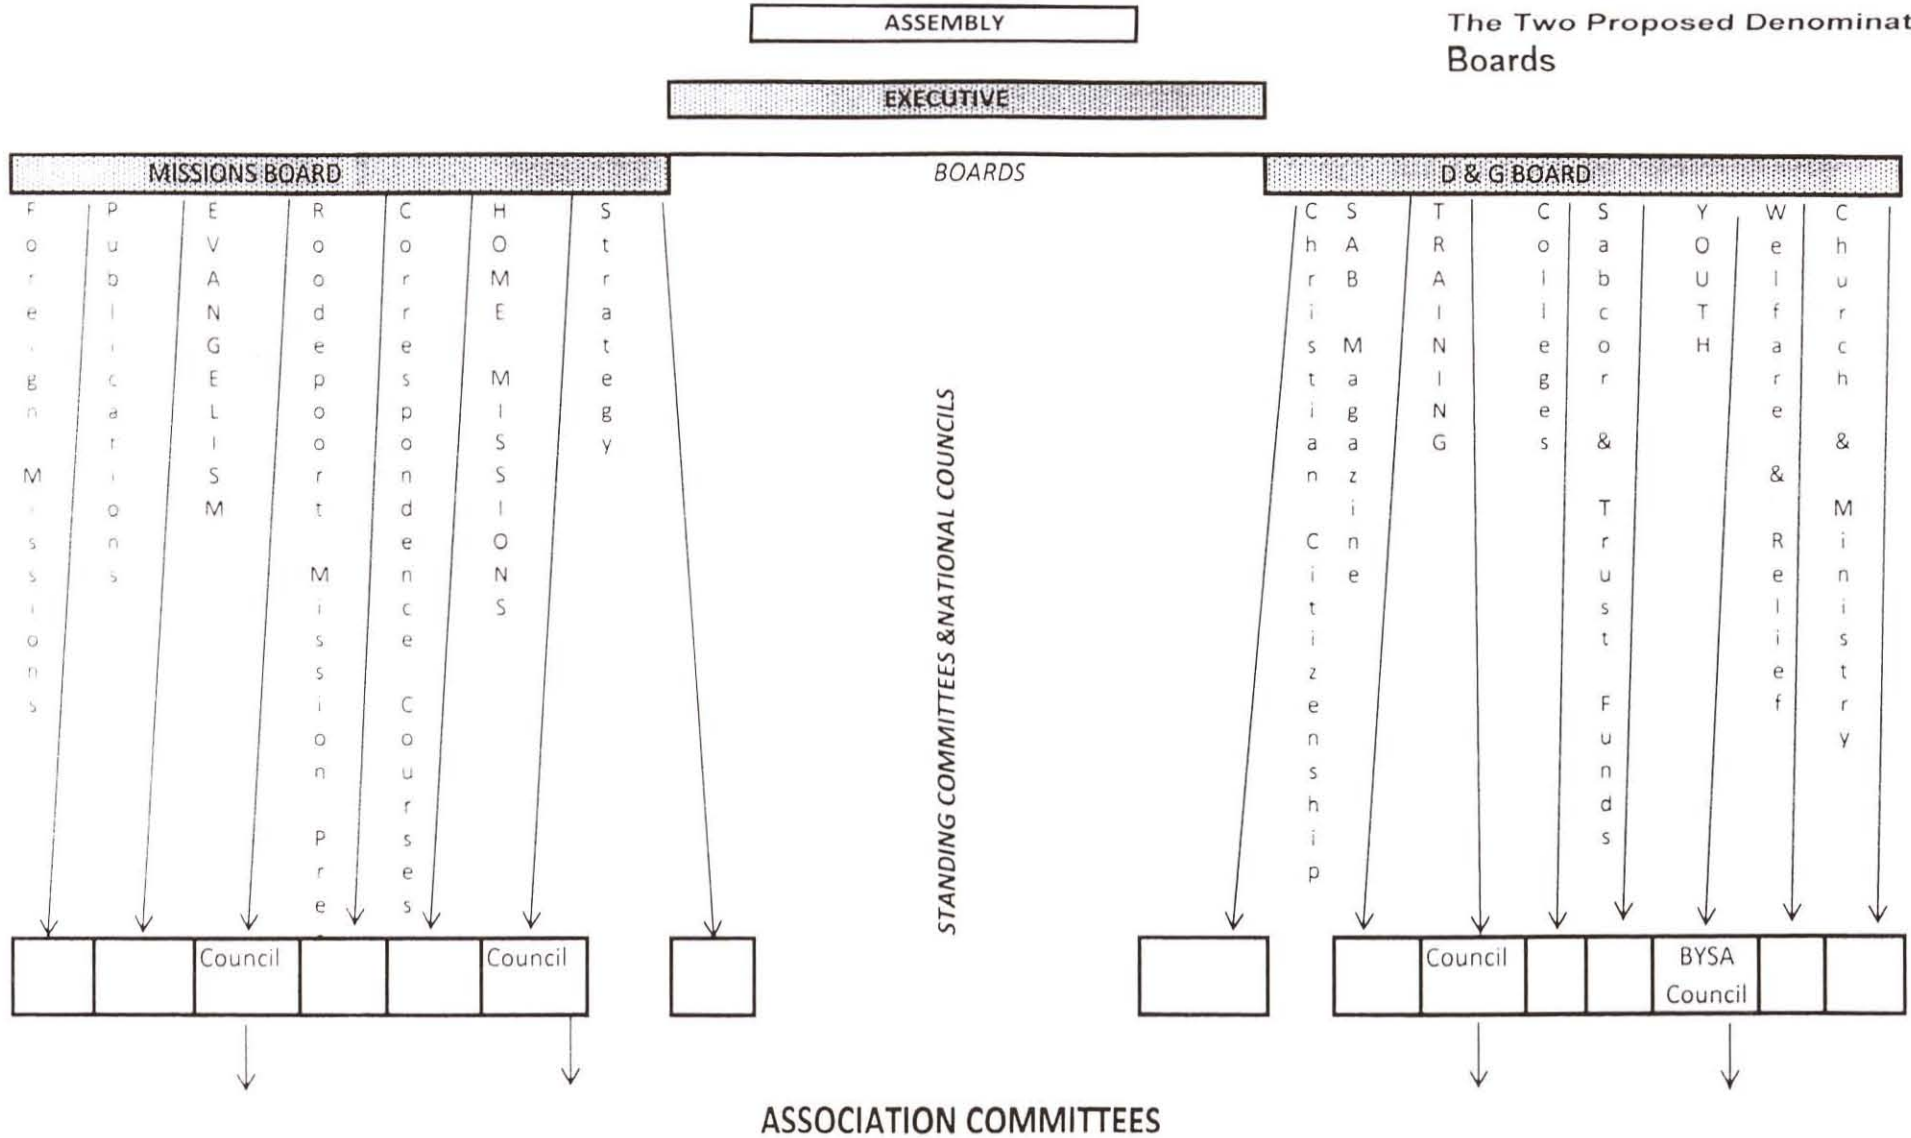 ASSEMBLY
The Two Proposed Denominat
Boards
EXECUTIVE
MISSIONS BOARD
BOARDS
D & G BOARD
Foreign Missions
Publications
EVANGELISM
Roodepoort Mission Pre
Correspondence Courses
HOME MISSIONS
Strategy
STANDING COMMITTEES &NATIONAL COUNCILS
Christian Citizenship
SAB Magazine
TRAINING
Colleges
Sabcor & Trust Funds
YOUTH
Welfare & Relief
Church & Ministry
Council
Council
Council
BYSA
Council
ASSOCIATION COMMITTEES